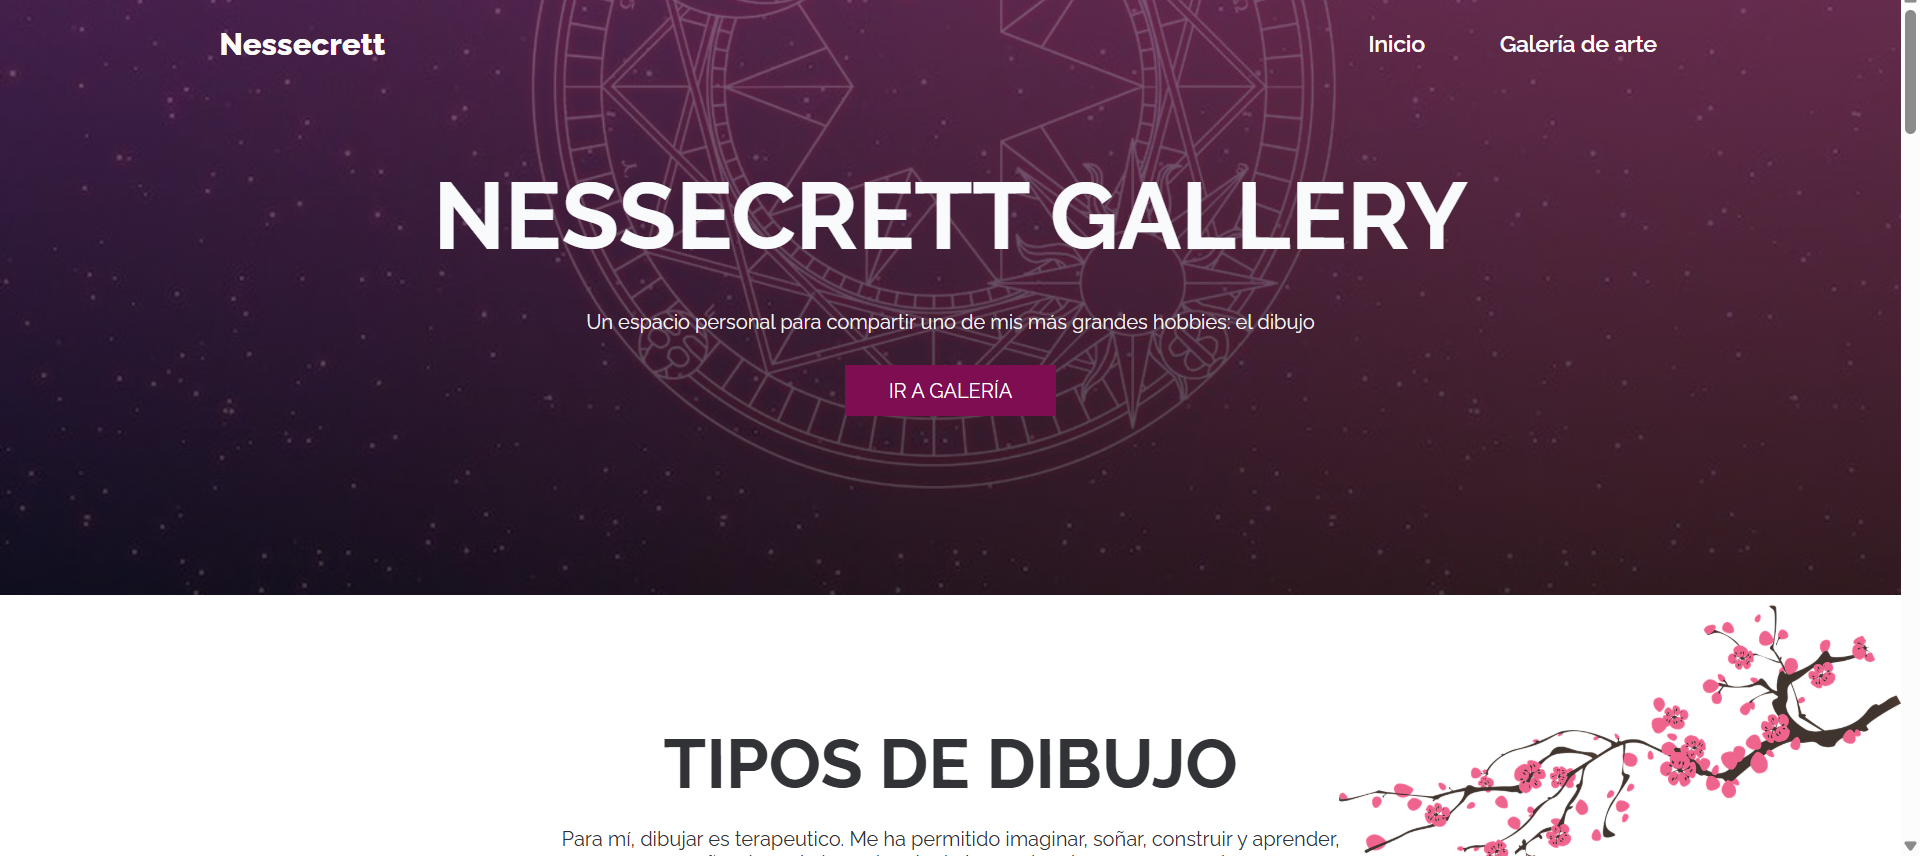 Nessecrett
Inicio
Galería de arte
NESSECRETT GALLERY
Un espacio personal para compartir uno de mis más grandes hobbies: el dibujo
IR A GALERÍA
TIPOS DE DIBUJO
Para mí, dibujar es terapeutico. Me ha permitido imaginar, soñar, construir y aprender,